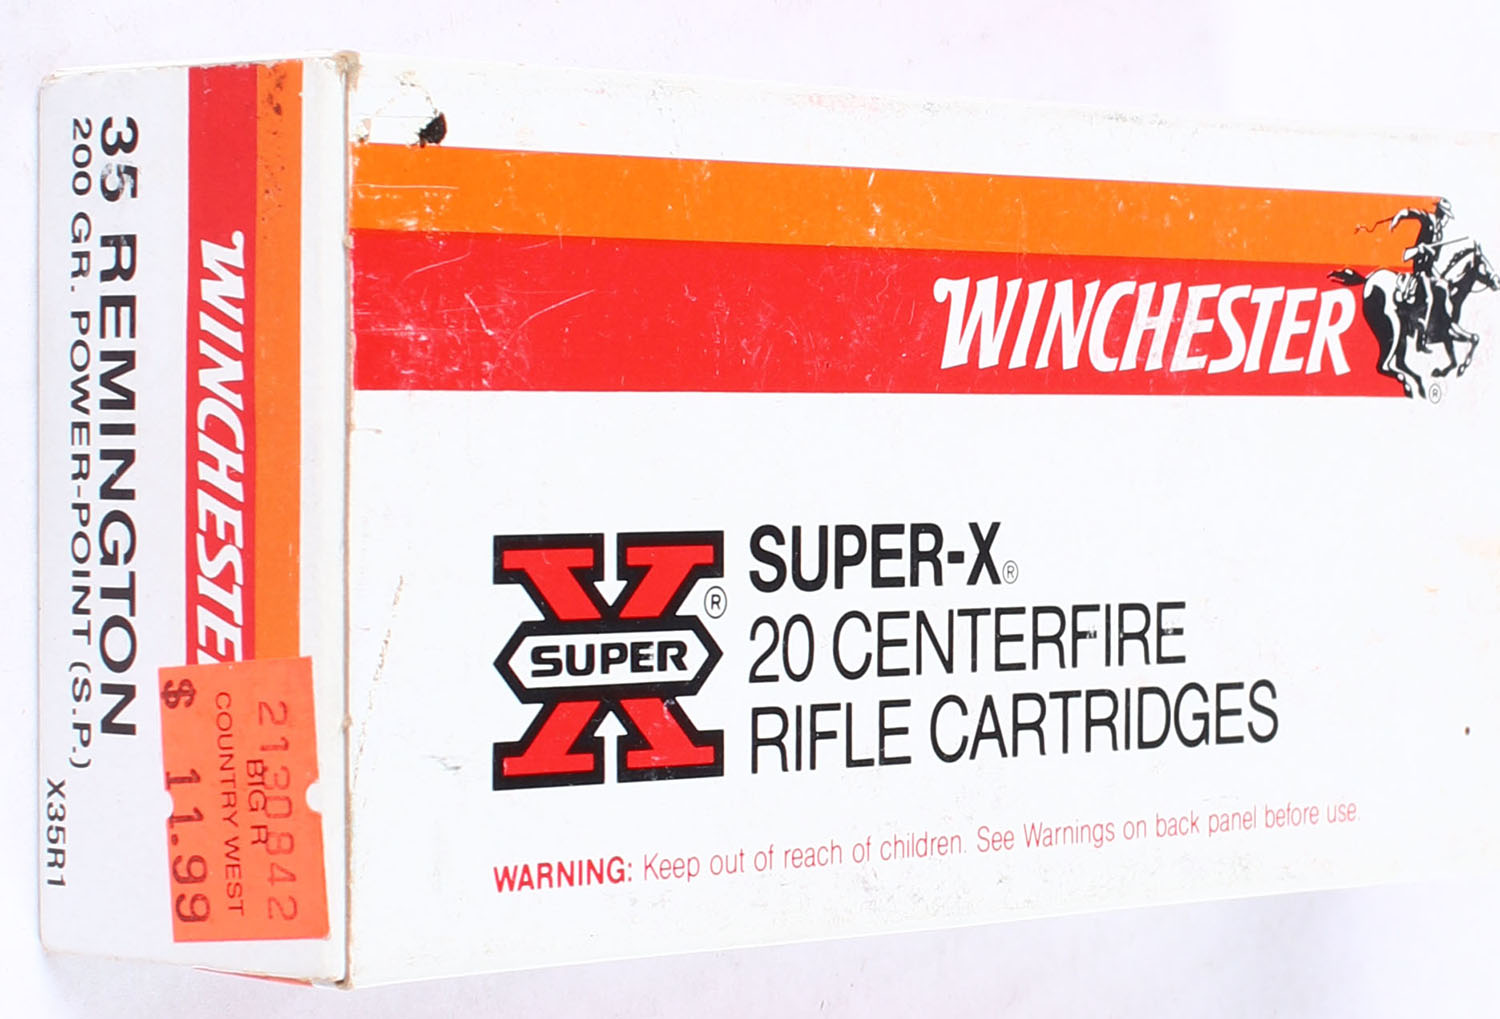 35 REMINGTON
200 GR. POWER-POINT (S.P.)
X35R1
WINCHESTE
2130842
BIG R
COUNTRY WEST
$ 11.99
WINCHESTER
®
SUPER
®
SUPER-X®
20 CENTERFIRE
RIFLE CARTRIDGES
WARNING: Keep out of reach of children. See Warnings on back panel before use.